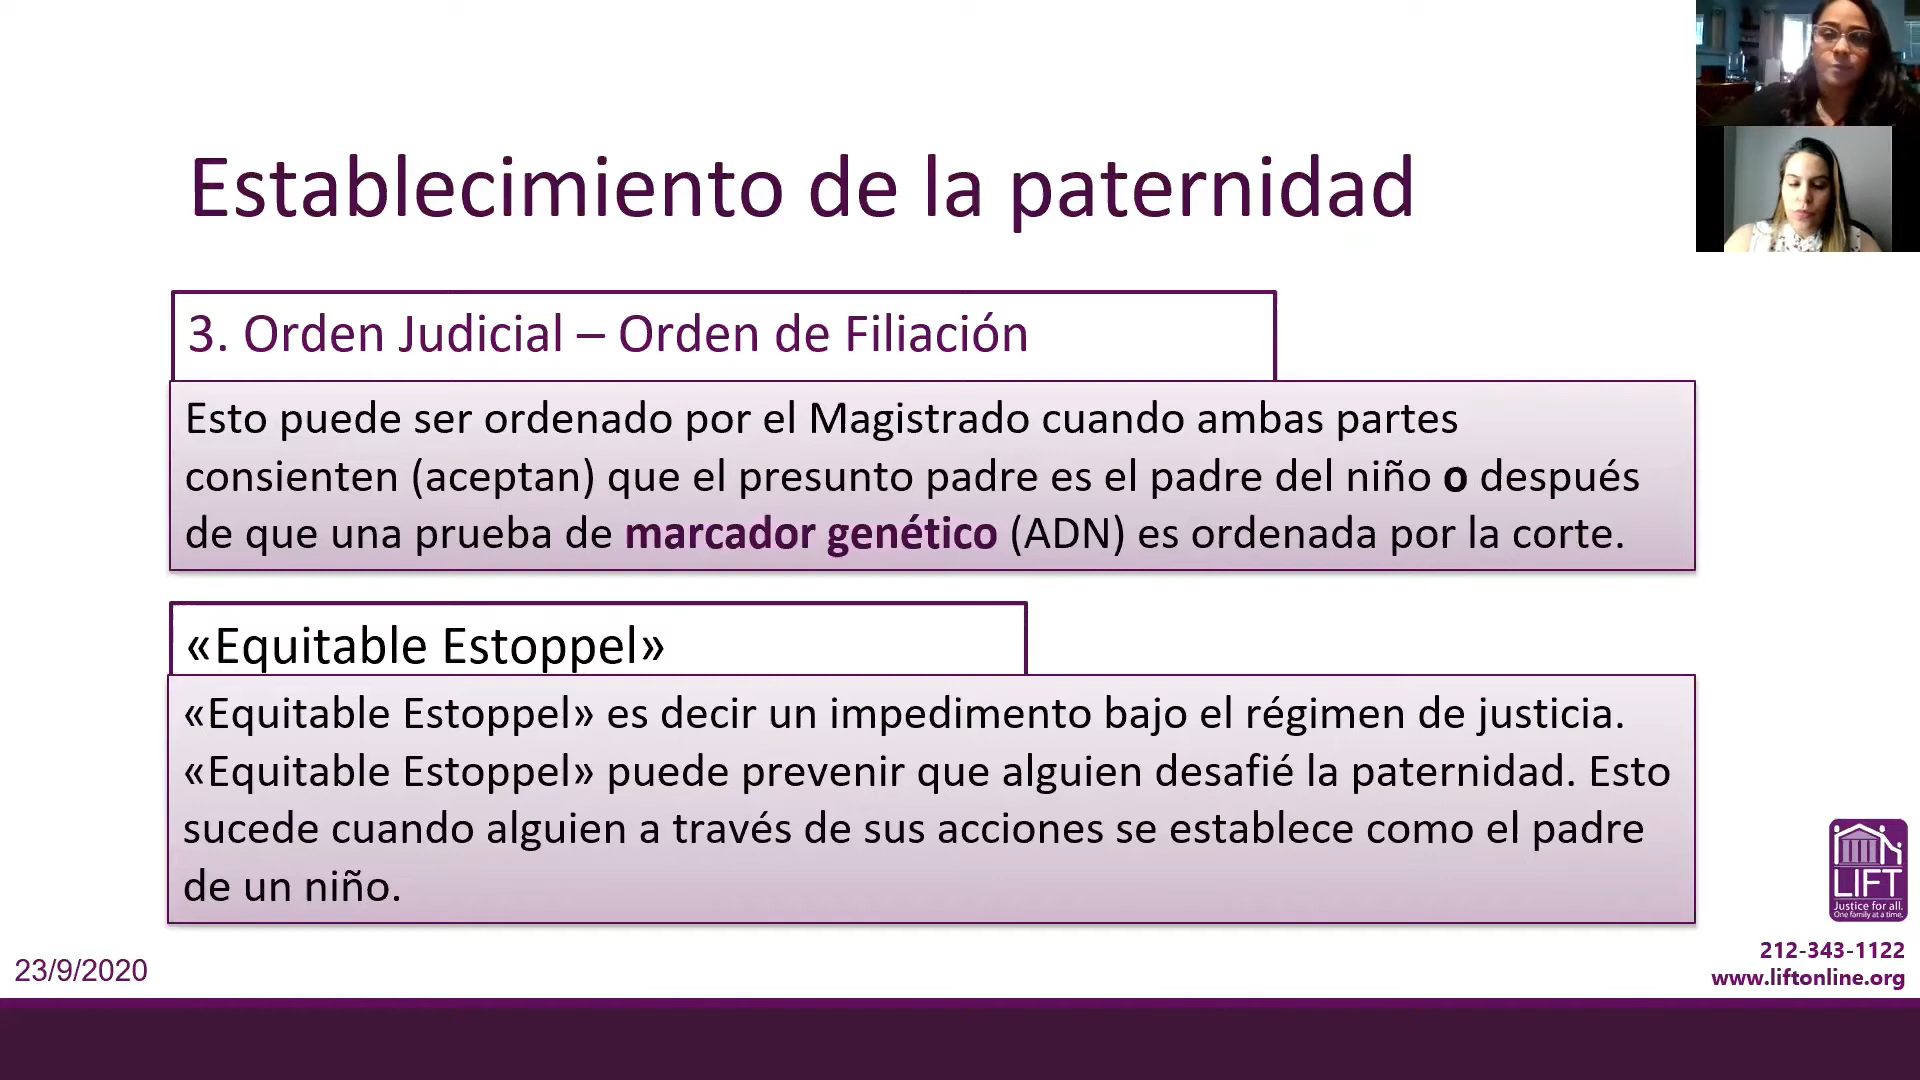 Establecimiento de la paternidad
3. Orden Judicial – Orden de Filiación
Esto puede ser ordenado por el Magistrado cuando ambas partes
consienten (aceptan) que el presunto padre es el padre del niño o después
de que una prueba de marcador genético (ADN) es ordenada por la corte.
«Equitable Estoppel»
«Equitable Estoppel» es decir un impedimento bajo el régimen de justicia.
«Equitable Estoppel» puede prevenir que alguien desafié la paternidad. Esto
sucede cuando alguien a través de sus acciones se establece como el padre
de un niño.
LIFT
Justice for all.
One family at a time.
212-343-1122
www.liftonline.org
23/9/2020